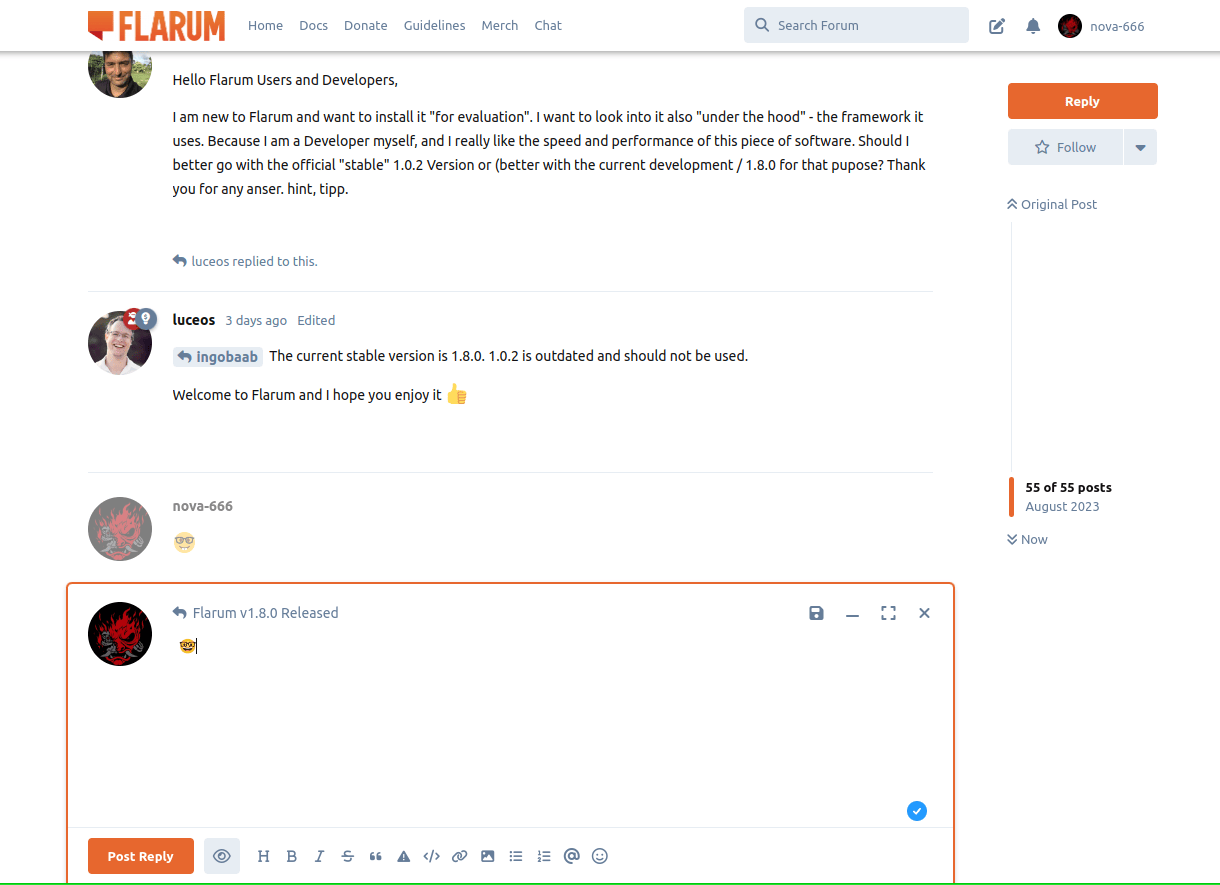 FLARUM Home Docs Donate Guidelines Merch Chat Search Forum nova-666
Hello Flarum Users and Developers,
I am new to Flarum and want to install it "for evaluation". I want to look into it also "under the hood" - the framework it
uses. Because I am a Developer myself, and I really like the speed and performance of this piece of software. Should I
better go with the official "stable" 1.0.2 Version or (better with the current development / 1.8.0 for that pupose? Thank
you for any anser. hint, tipp.
luceos replied to this.
luceos 3 days ago Edited
ingobaab The current stable version is 1.8.0. 1.0.2 is outdated and should not be used.
Welcome to Flarum and I hope you enjoy it 👍
nova-666
🤓
Flarum v1.8.0 Released
🤓
Post Reply H B I S
Reply
Follow
Original Post
55 of 55 posts
August 2023
Now